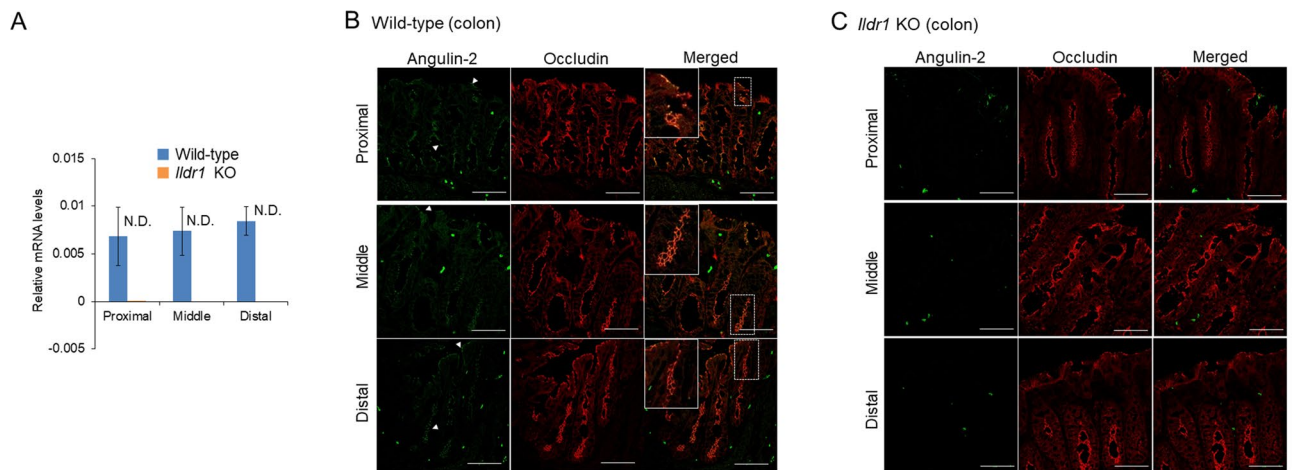 A
Wild-type
Ildr1 KO
Relative mRNA levels
0.015
0.01
0.005
0
-0.005
N.D.
N.D.
N.D.
Proximal
Middle
Distal
B Wild-type (colon)
Angulin-2 Occludin Merged
Proximal
Middle
Distal
C Ildr1 KO (colon)
Angulin-2 Occludin Merged
Proximal
Middle
Distal